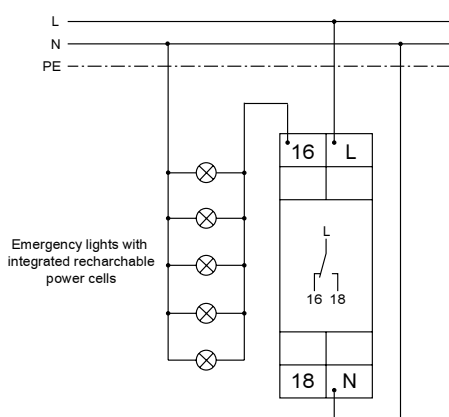 L
N
PE
16 L
Emergency lights with
integrated recharchable
power cells
L
16 18
18 N